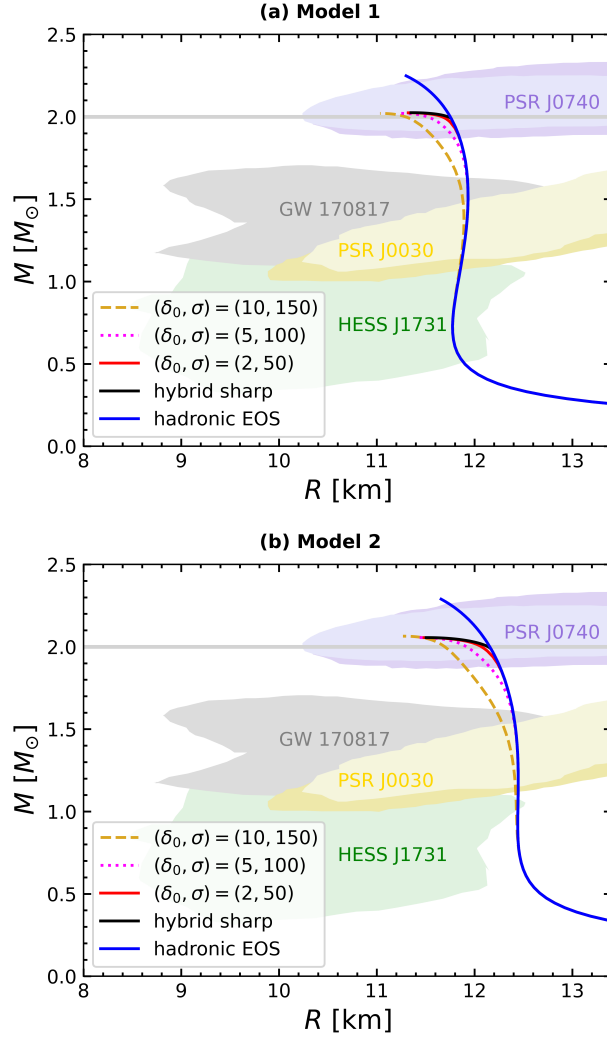 (a) Model 1
2.5
2.0
1.5
1.0
0.5
0.0
M [M⊙]
PSR J0740
GW 170817
PSR J0030
HESS J1731
(δ₀, σ) = (10, 150)
(δ₀, σ) = (5, 100)
(δ₀, σ) = (2, 50)
hybrid sharp
hadronic EOS
8 9 10 11 12 13
R [km]
(b) Model 2
2.5
2.0
1.5
1.0
0.5
0.0
M [M⊙]
PSR J0740
GW 170817
PSR J0030
HESS J1731
(δ₀, σ) = (10, 150)
(δ₀, σ) = (5, 100)
(δ₀, σ) = (2, 50)
hybrid sharp
hadronic EOS
8 9 10 11 12 13
R [km]